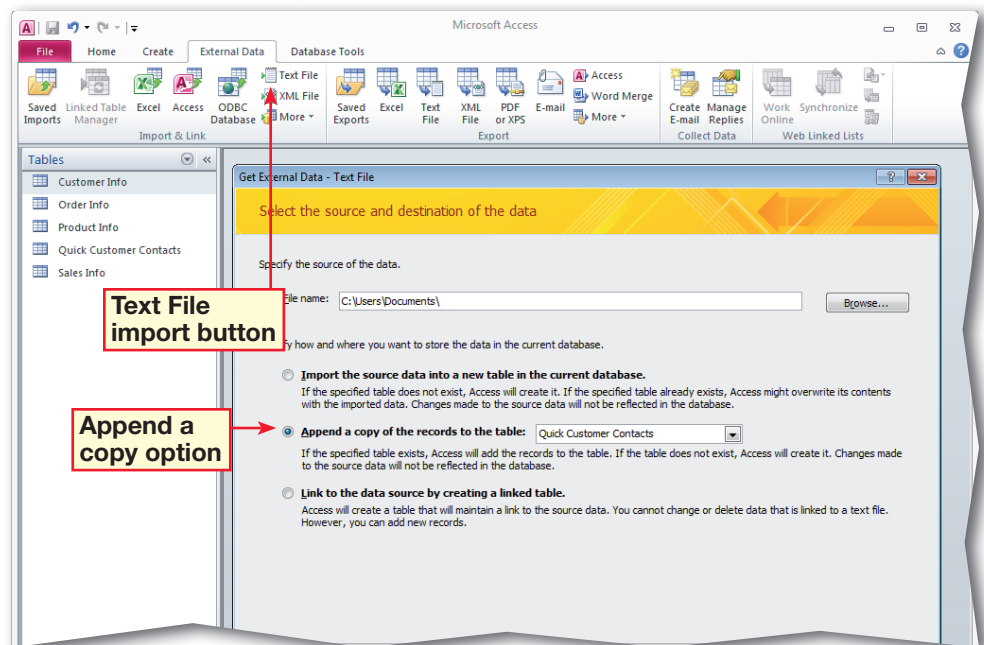 Microsoft Access
File Home Create External Data Database Tools
Saved Imports
Linked Table Manager
Excel
Access
ODBC Database
Text File
XML File
More
Import & Link
Saved Exports
Excel
Text File
XML File
PDF or XPS
E-mail
Access
Word Merge
More
Export
Create E-mail
Manage Replies
Collect Data
Work Online
Synchronize
Web Linked Lists
Tables
Customer Info
Order Info
Product Info
Quick Customer Contacts
Sales Info
Get External Data - Text File
Select the source and destination of the data
Specify the source of the data.
File name: C:\Users\Documents\ Browse...
Text File
import button
how and where you want to store the data in the current database.
Import the source data into a new table in the current database.
If the specified table does not exist, Access will create it. If the specified table already exists, Access might overwrite its contents
with the imported data. Changes made to the source data will not be reflected in the database.
Append a
copy option
Append a copy of the records to the table: Quick Customer Contacts
If the specified table exists, Access will add the records to the table. If the table does not exist, Access will create it. Changes made
to the source data will not be reflected in the database.
Link to the data source by creating a linked table.
Access will create a table that will maintain a link to the source data. You cannot change or delete data that is linked to a text file.
However, you can add new records.